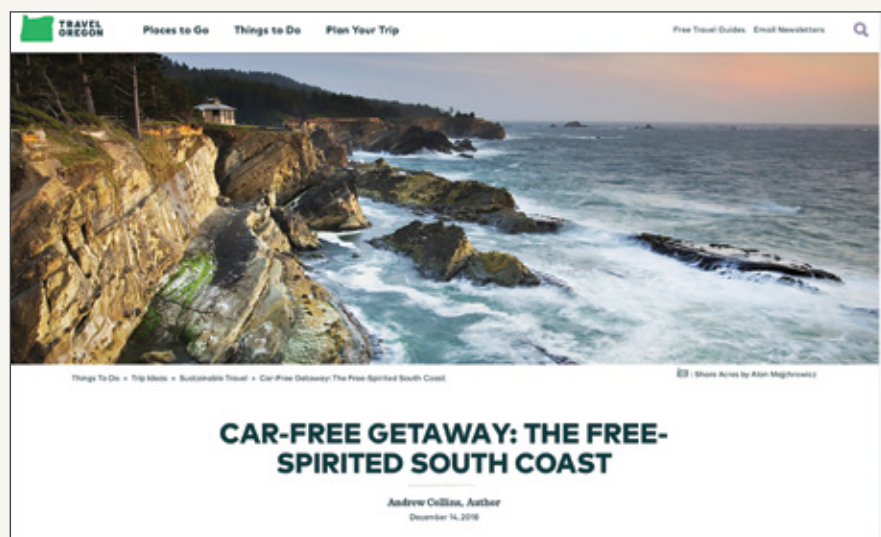 TRAVEL
OREGON
Places to Go Things to Do Plan Your Trip
Free Travel Guides Email Newsletters
Things To Do » Trip Ideas » Sustainable Travel » Car-Free Getaway: The Free-Spirited South Coast
: Shore Acres by Alan Majchrowicz
CAR-FREE GETAWAY: THE FREE-
SPIRITED SOUTH COAST
Andrew Collins, Author
December 14, 2018